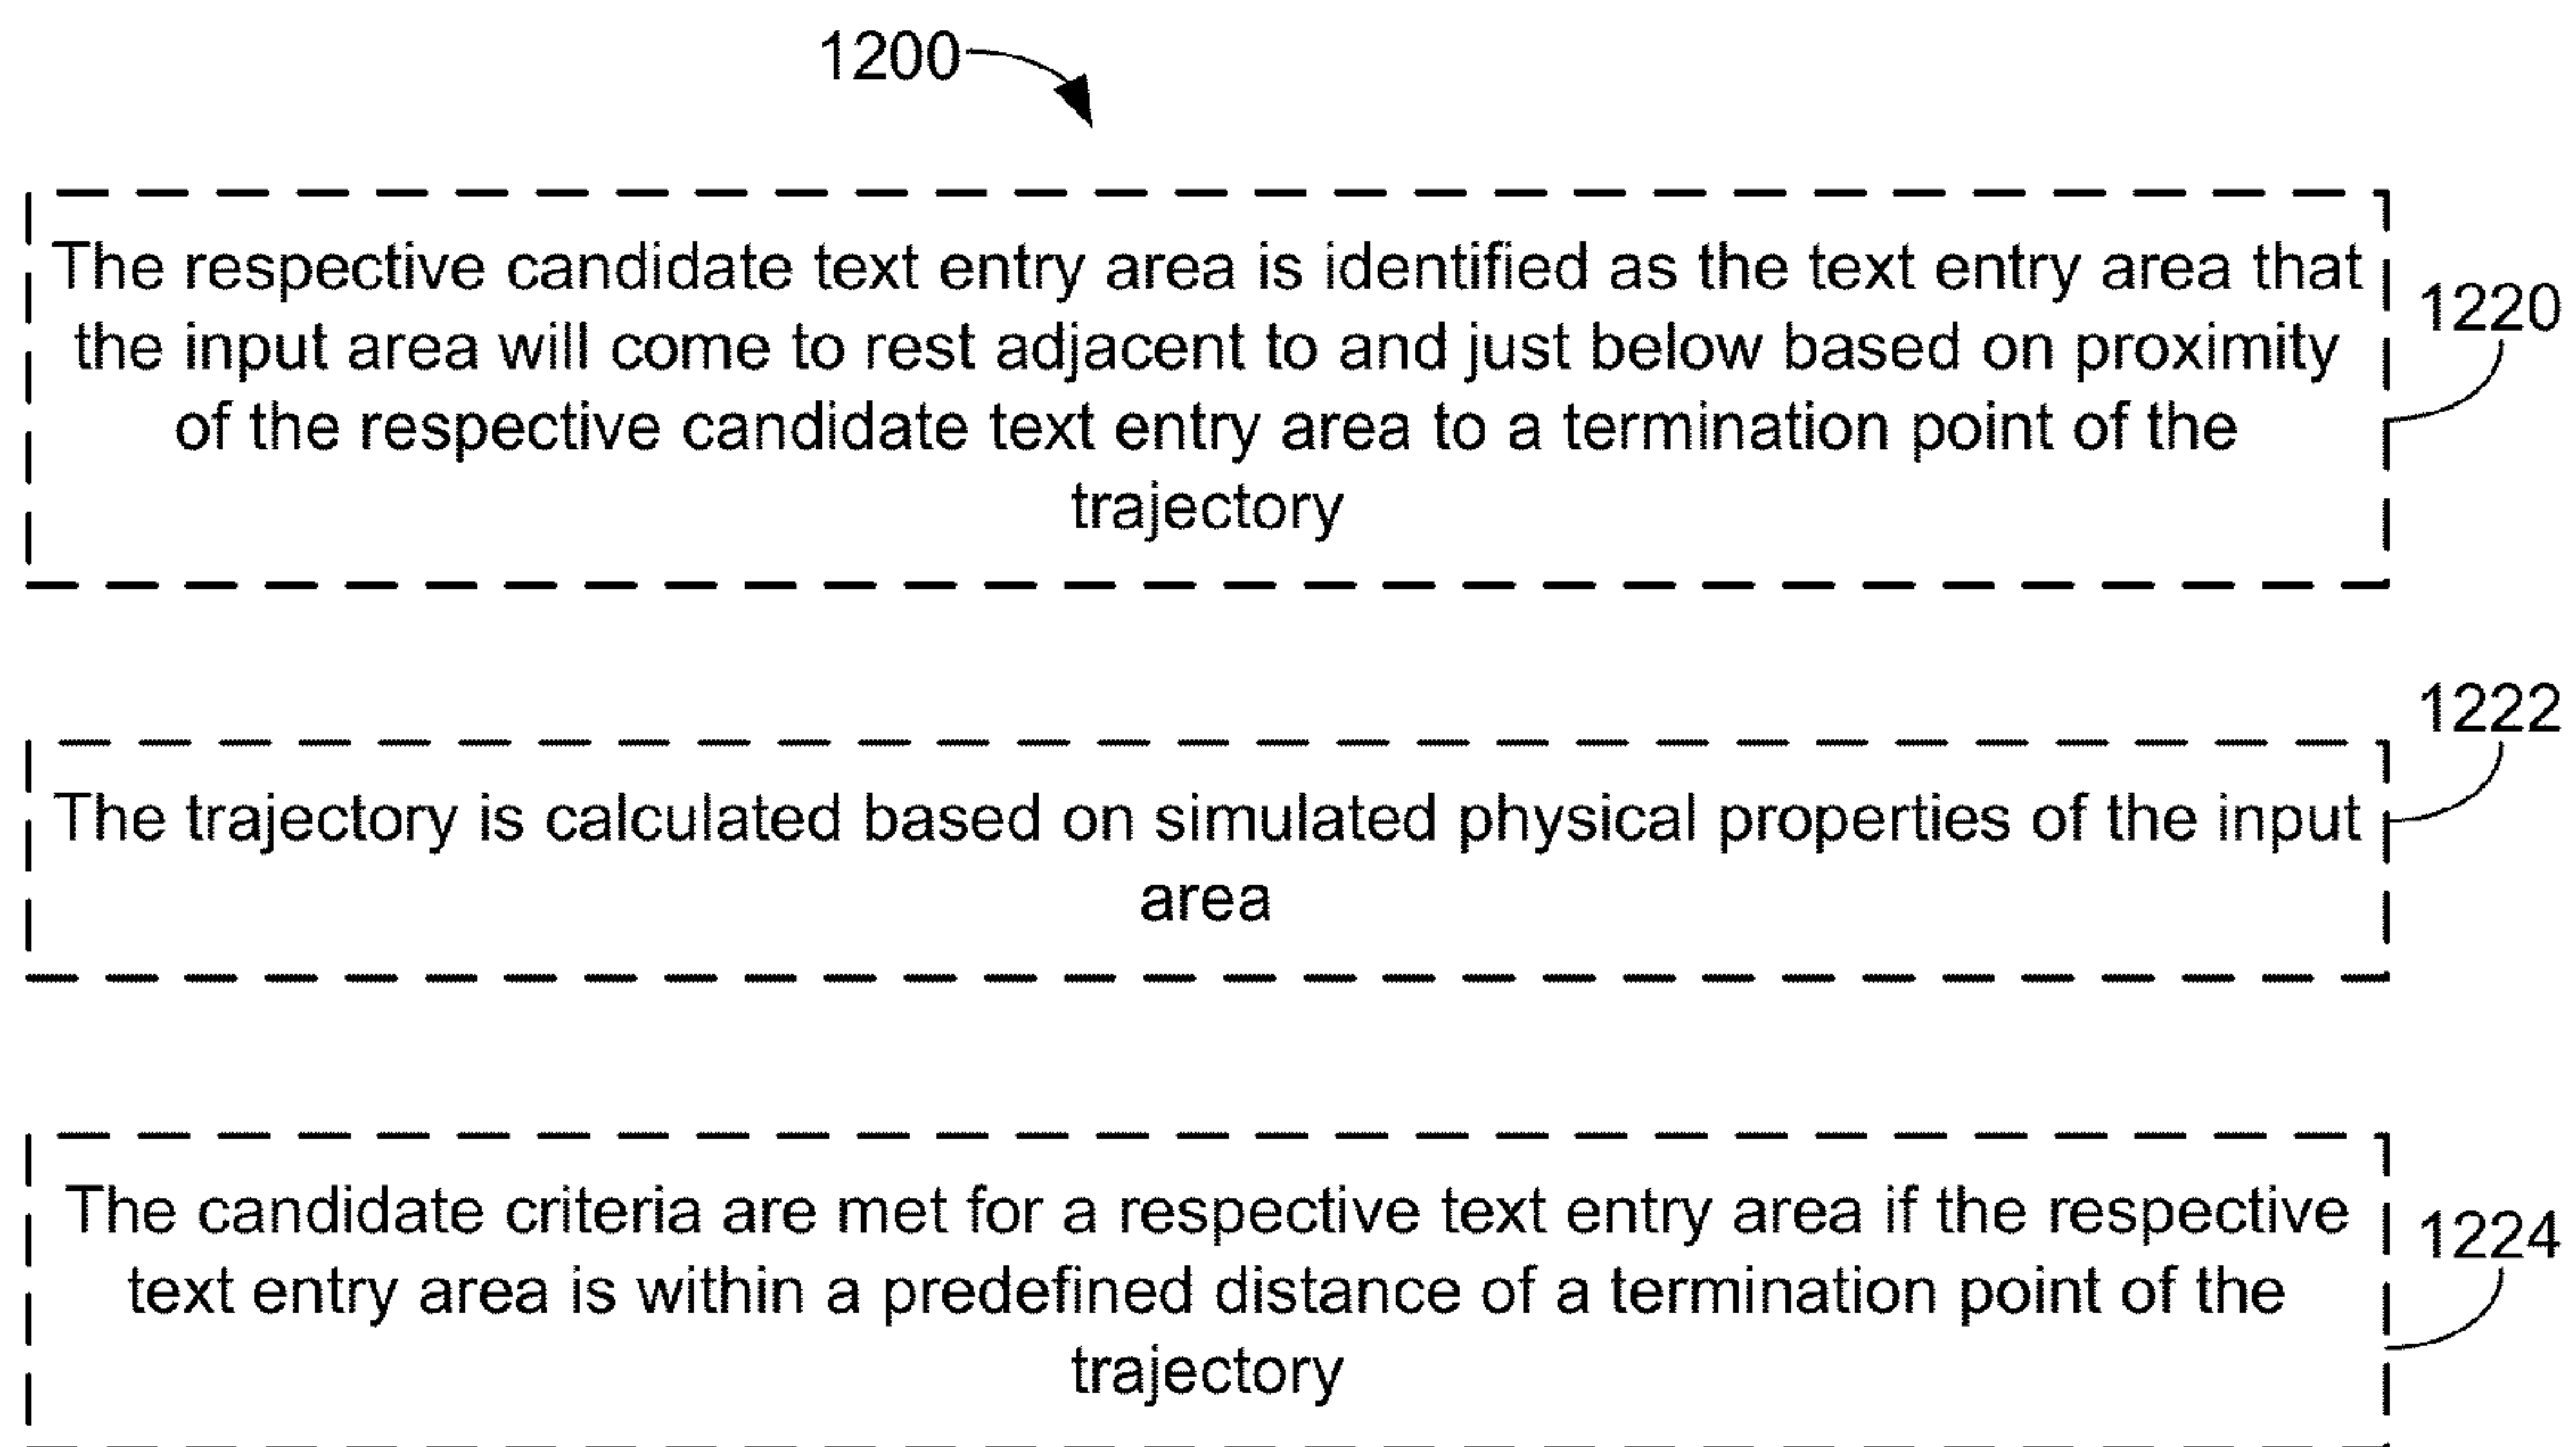 1200
The respective candidate text entry area is identified as the text entry area that
the input area will come to rest adjacent to and just below based on proximity
of the respective candidate text entry area to a termination point of the
trajectory
1220
The trajectory is calculated based on simulated physical properties of the input
area
1222
The candidate criteria are met for a respective text entry area if the respective
text entry area is within a predefined distance of a termination point of the
trajectory
1224